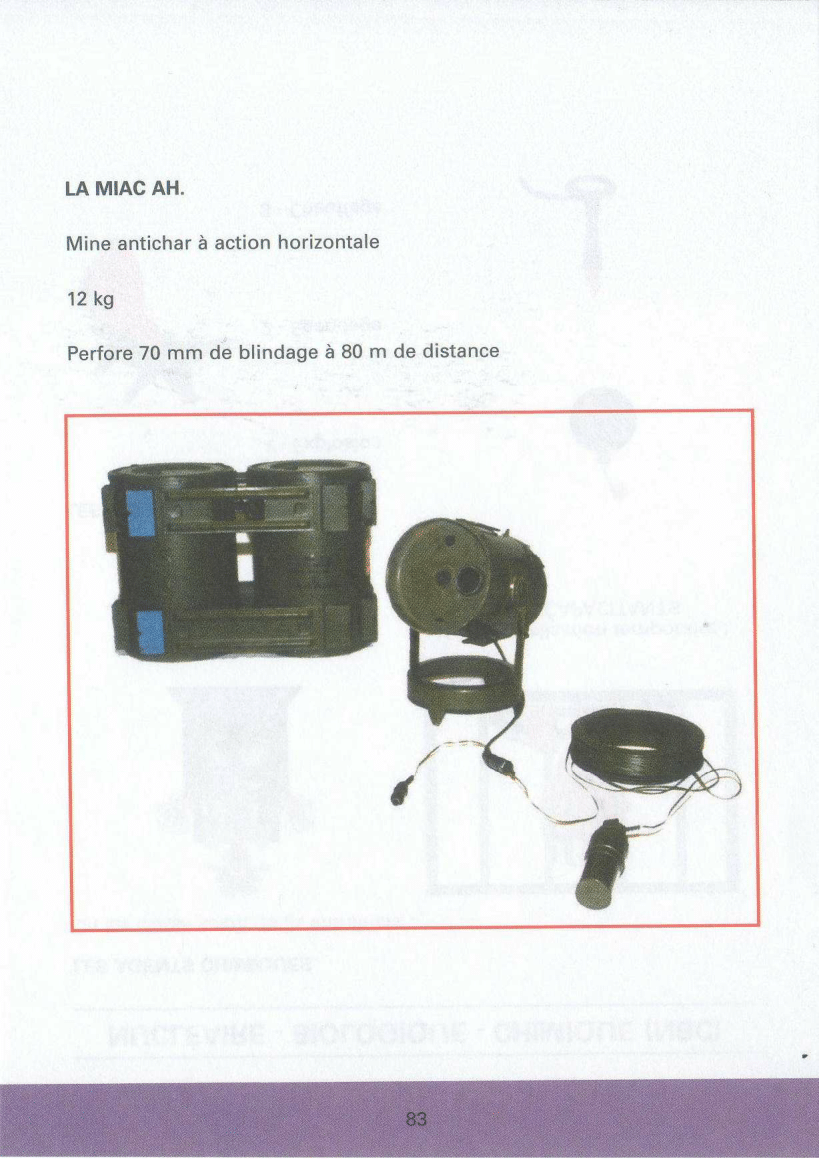 LA MIAC AH.
Mine antichar à action horizontale
12 kg
Perfore 70 mm de blindage à 80 m de distance
83